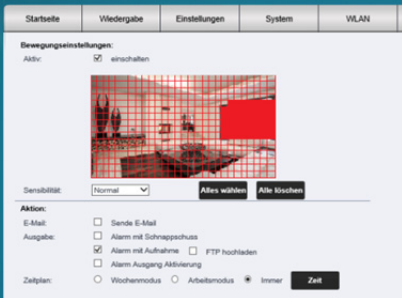 Startseite Wiedergabe Einstellungen System WLAN
Bewegungseinstellungen:
Aktiv: einschalten
Sensibilität: Normal Alles wählen Alle löschen
Aktion:
E-Mail: Sende E-Mail
Ausgabe: Alarm mit Schnappschuss
Alarm mit Aufnahme FTP hochladen
Alarm Ausgang Aktivierung
Zeitplan: Wochenmodus Arbeitsmodus Immer Zeit